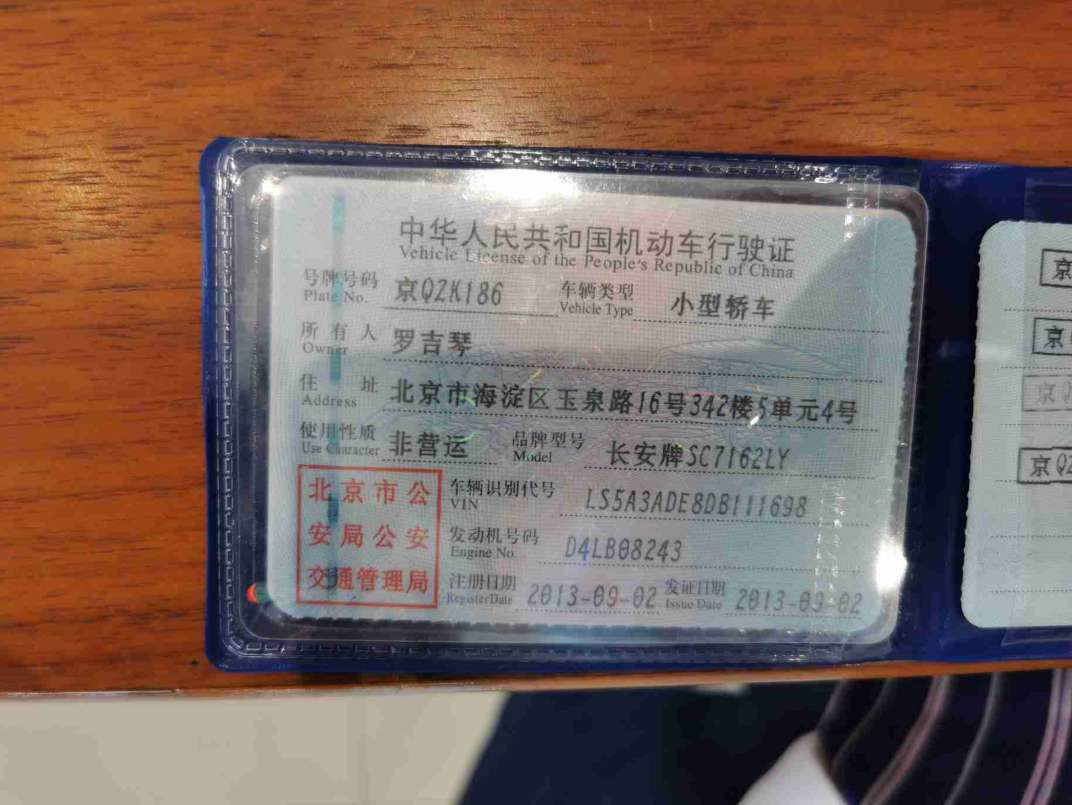 中华人民共和国机动车行驶证
Vehicle License of the People's Republic of China
号牌号码 京QZK186 车辆类型 小型轿车
Plate No. Vehicle Type
所有人 罗吉琴
Owner
住址 北京市海淀区玉泉路16号342楼5单元4号
Address
使用性质 非营运 品牌型号 长安牌SC7162LY
Use Character Model
北京市公
安局公安
交通管理局
车辆识别代号 LS5A3ADE8DB111698
VIN
发动机号码 D4LB08243
Engine No.
注册日期 2013-09-02 发证日期 2013-09-02
Register Date Issue Date
京
京
京Q
京QZ